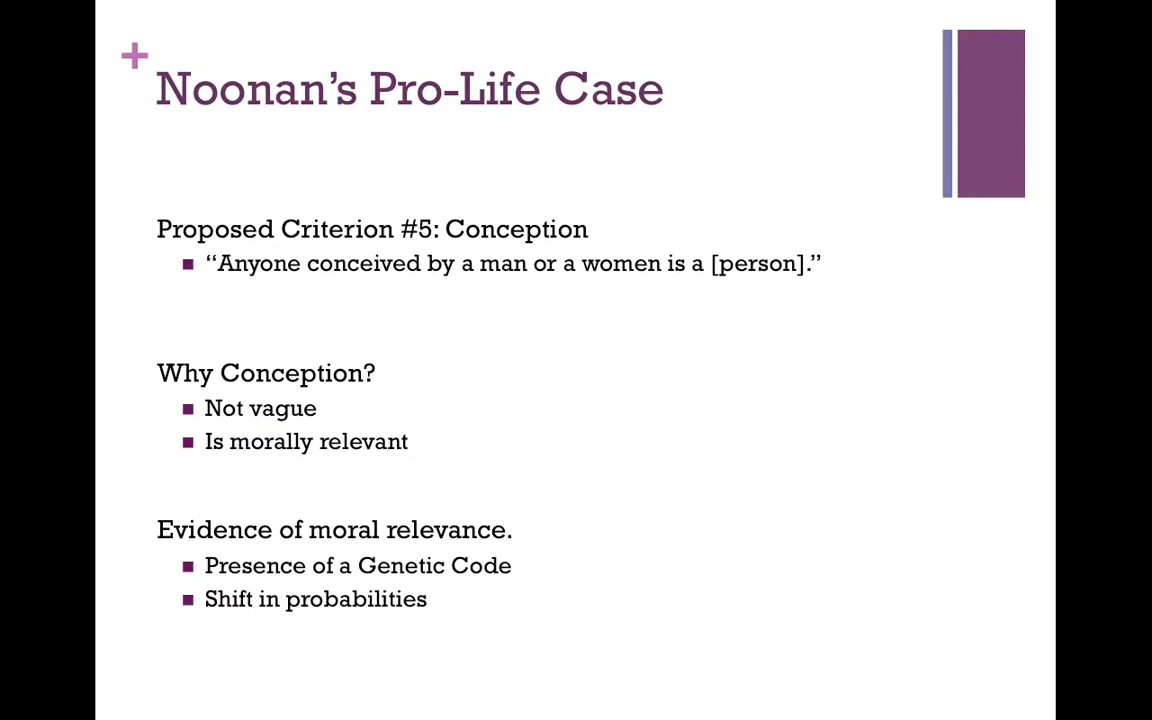 +
Noonan's Pro-Life Case
Proposed Criterion #5: Conception
■ “Anyone conceived by a man or a women is a [person].”
Why Conception?
■ Not vague
■ Is morally relevant
Evidence of moral relevance.
■ Presence of a Genetic Code
■ Shift in probabilities